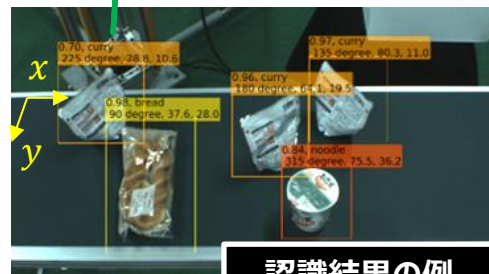 0.70, curry
225 degree, -28.8, 10.6
0.97, curry
-135 degree, 80.3, 11.0
0.96, curry
180 degree, 64.1, 19.5
x
0.98, bread
90 degree, 37.6, 28.0
y
0.84, noodle
315 degree, 75.5, 36.2
認識結果の例